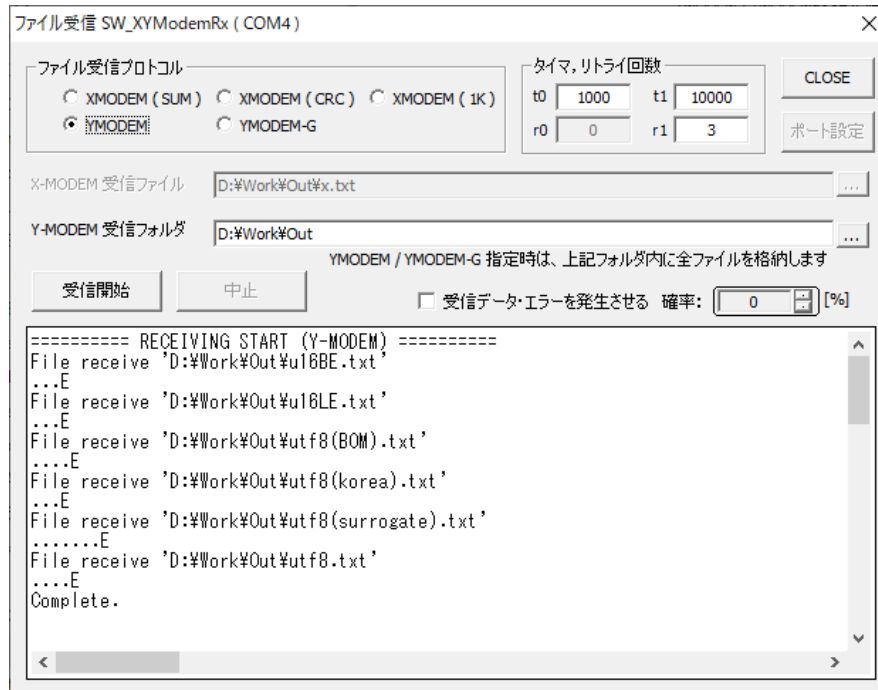 ファイル受信 SW_XYModemRx ( COM4 )
ファイル受信プロトコル
XMODEM ( SUM ) XMODEM ( CRC ) XMODEM ( 1K )
YMODEM YMODEM-G
タイマ, リトライ回数
t0 1000 t1 10000
r0 0 r1 3
CLOSE
ポート設定
X-MODEM 受信ファイル D:¥Work¥Out¥x.txt ...
Y-MODEM 受信フォルダ D:¥Work¥Out ...
YMODEM / YMODEM-G 指定時は、上記フォルダ内に全ファイルを格納します
受信開始 中止 受信データ・エラーを発生させる 確率: 0 [%]
========== RECEIVING START (Y-MODEM) ==========
File receive 'D:¥Work¥Out¥u16BE.txt'
...E
File receive 'D:¥Work¥Out¥u16LE.txt'
...E
File receive 'D:¥Work¥Out¥utf8(BOM).txt'
....E
File receive 'D:¥Work¥Out¥utf8(korea).txt'
...E
File receive 'D:¥Work¥Out¥utf8(surrogate).txt'
.......E
File receive 'D:¥Work¥Out¥utf8.txt'
....E
Complete.